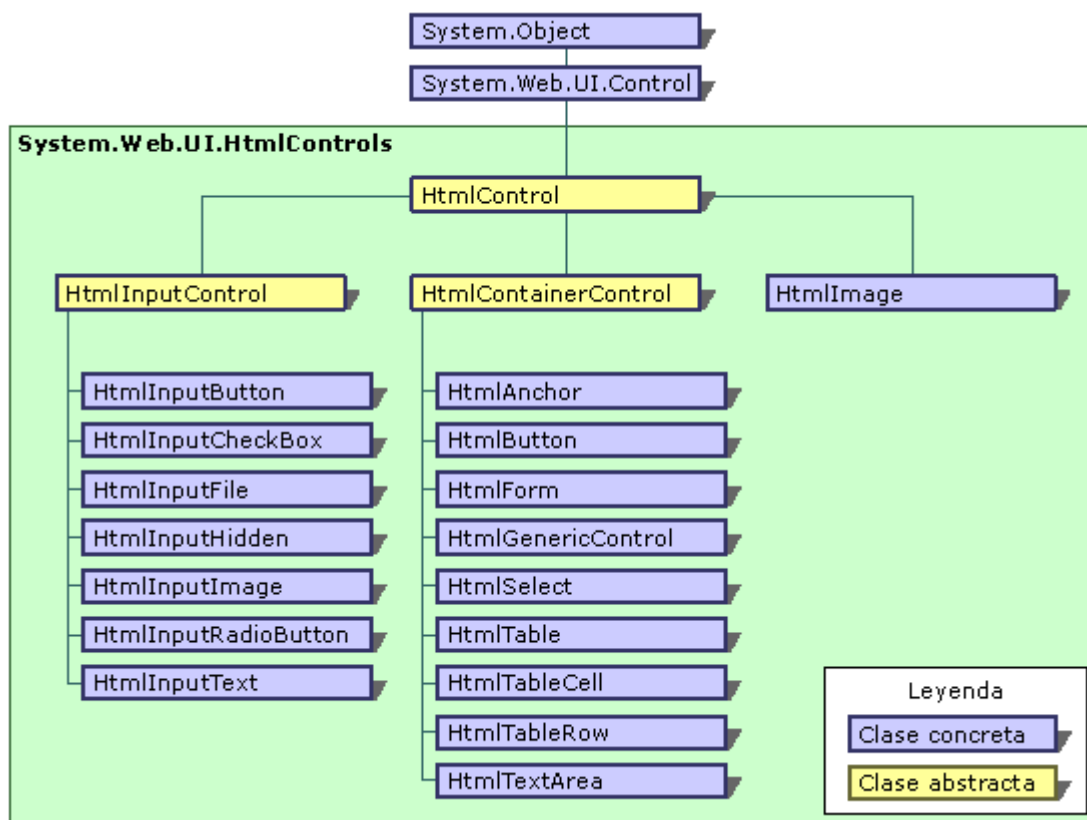 System.Object
System.Web.UI.Control
System.Web.UI.HtmlControls
HtmlControl
HtmlInputControl
HtmlContainerControl
HtmlImage
HtmlInputButton
HtmlInputCheckBox
HtmlInputFile
HtmlInputHidden
HtmlInputImage
HtmlInputRadioButton
HtmlInputText
HtmlAnchor
HtmlButton
HtmlForm
HtmlGenericControl
HtmlSelect
HtmlTable
HtmlTableCell
HtmlTableRow
HtmlTextArea
Leyenda
Clase concreta
Clase abstracta